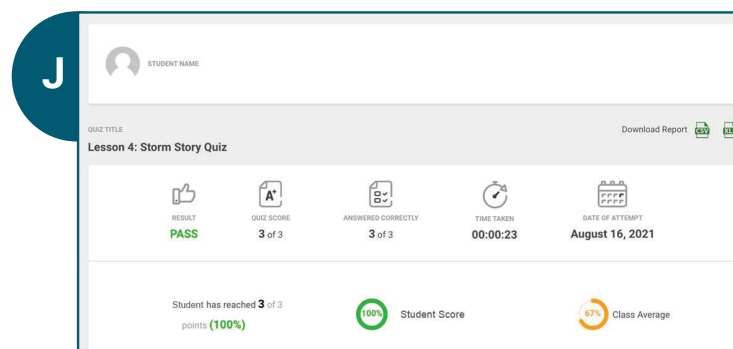 J
STUDENT NAME
QUIZ TITLE
Download Report CSV
Lesson 4: Storm Story Quiz
A+
RESULT QUIZ SCORE ANSWERED CORRECTLY TIME TAKEN DATE OF ATTEMPT
PASS 3 of 3 3 of 3 00:00:23 August 16, 2021
Student has reached 3 of 3
points (100%)
100% Student Score
67% Class Average